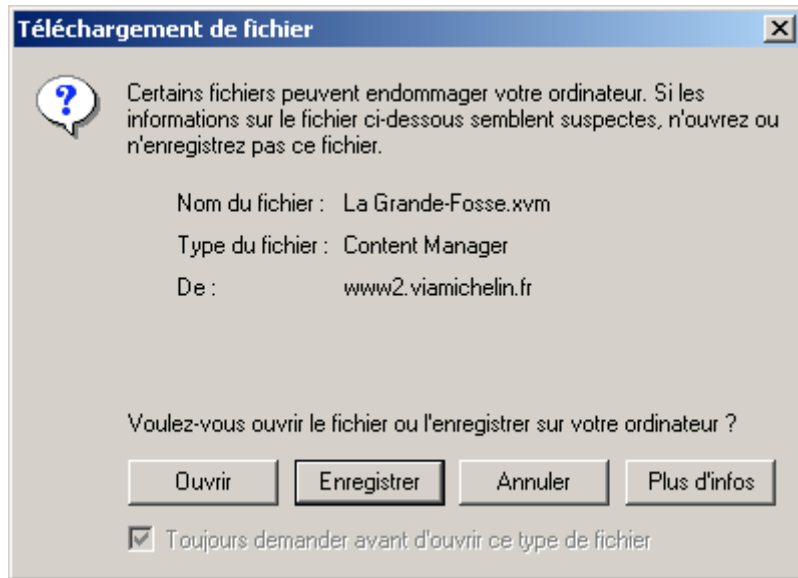 Téléchargement de fichier
?
Certains fichiers peuvent endommager votre ordinateur. Si les
informations sur le fichier ci-dessous semblent suspectes, n'ouvrez ou
n'enregistrez pas ce fichier.
Nom du fichier : La Grande-Fosse.xvm
Type du fichier : Content Manager
De : www2.viamichelin.fr
Voulez-vous ouvrir le fichier ou l'enregistrer sur votre ordinateur ?
Ouvrir Enregistrer Annuler Plus d'infos
Toujours demander avant d'ouvrir ce type de fichier